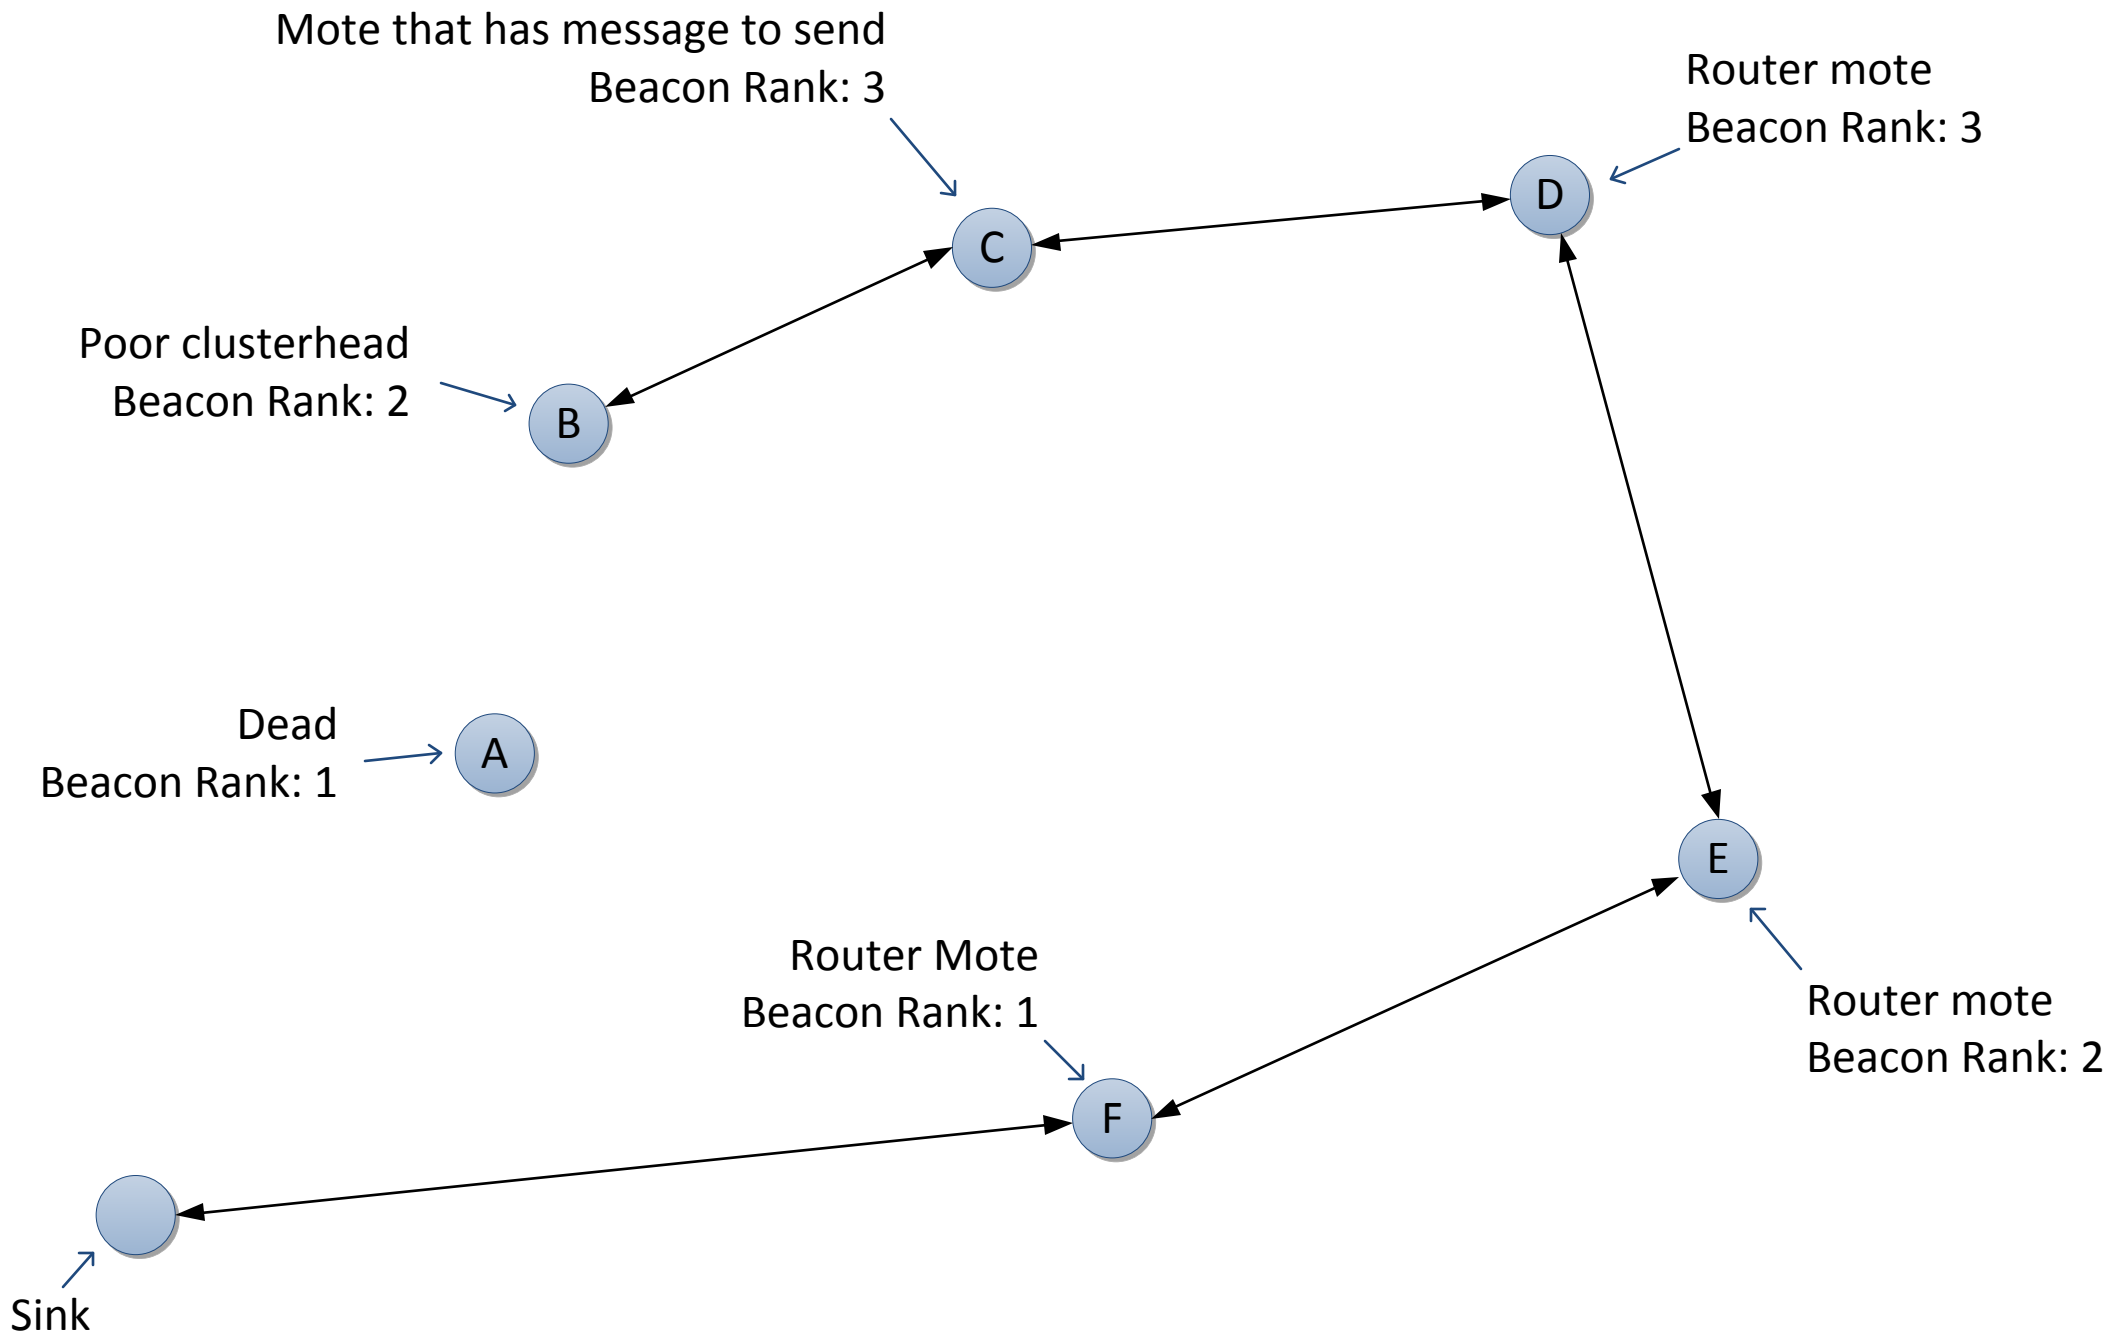 Mote that has message to send
Beacon Rank: 3
Router mote
Beacon Rank: 3
D
C
Poor clusterhead
Beacon Rank: 2
B
Dead
Beacon Rank: 1
A
E
Router Mote
Beacon Rank: 1
Router mote
Beacon Rank: 2
F
Sink